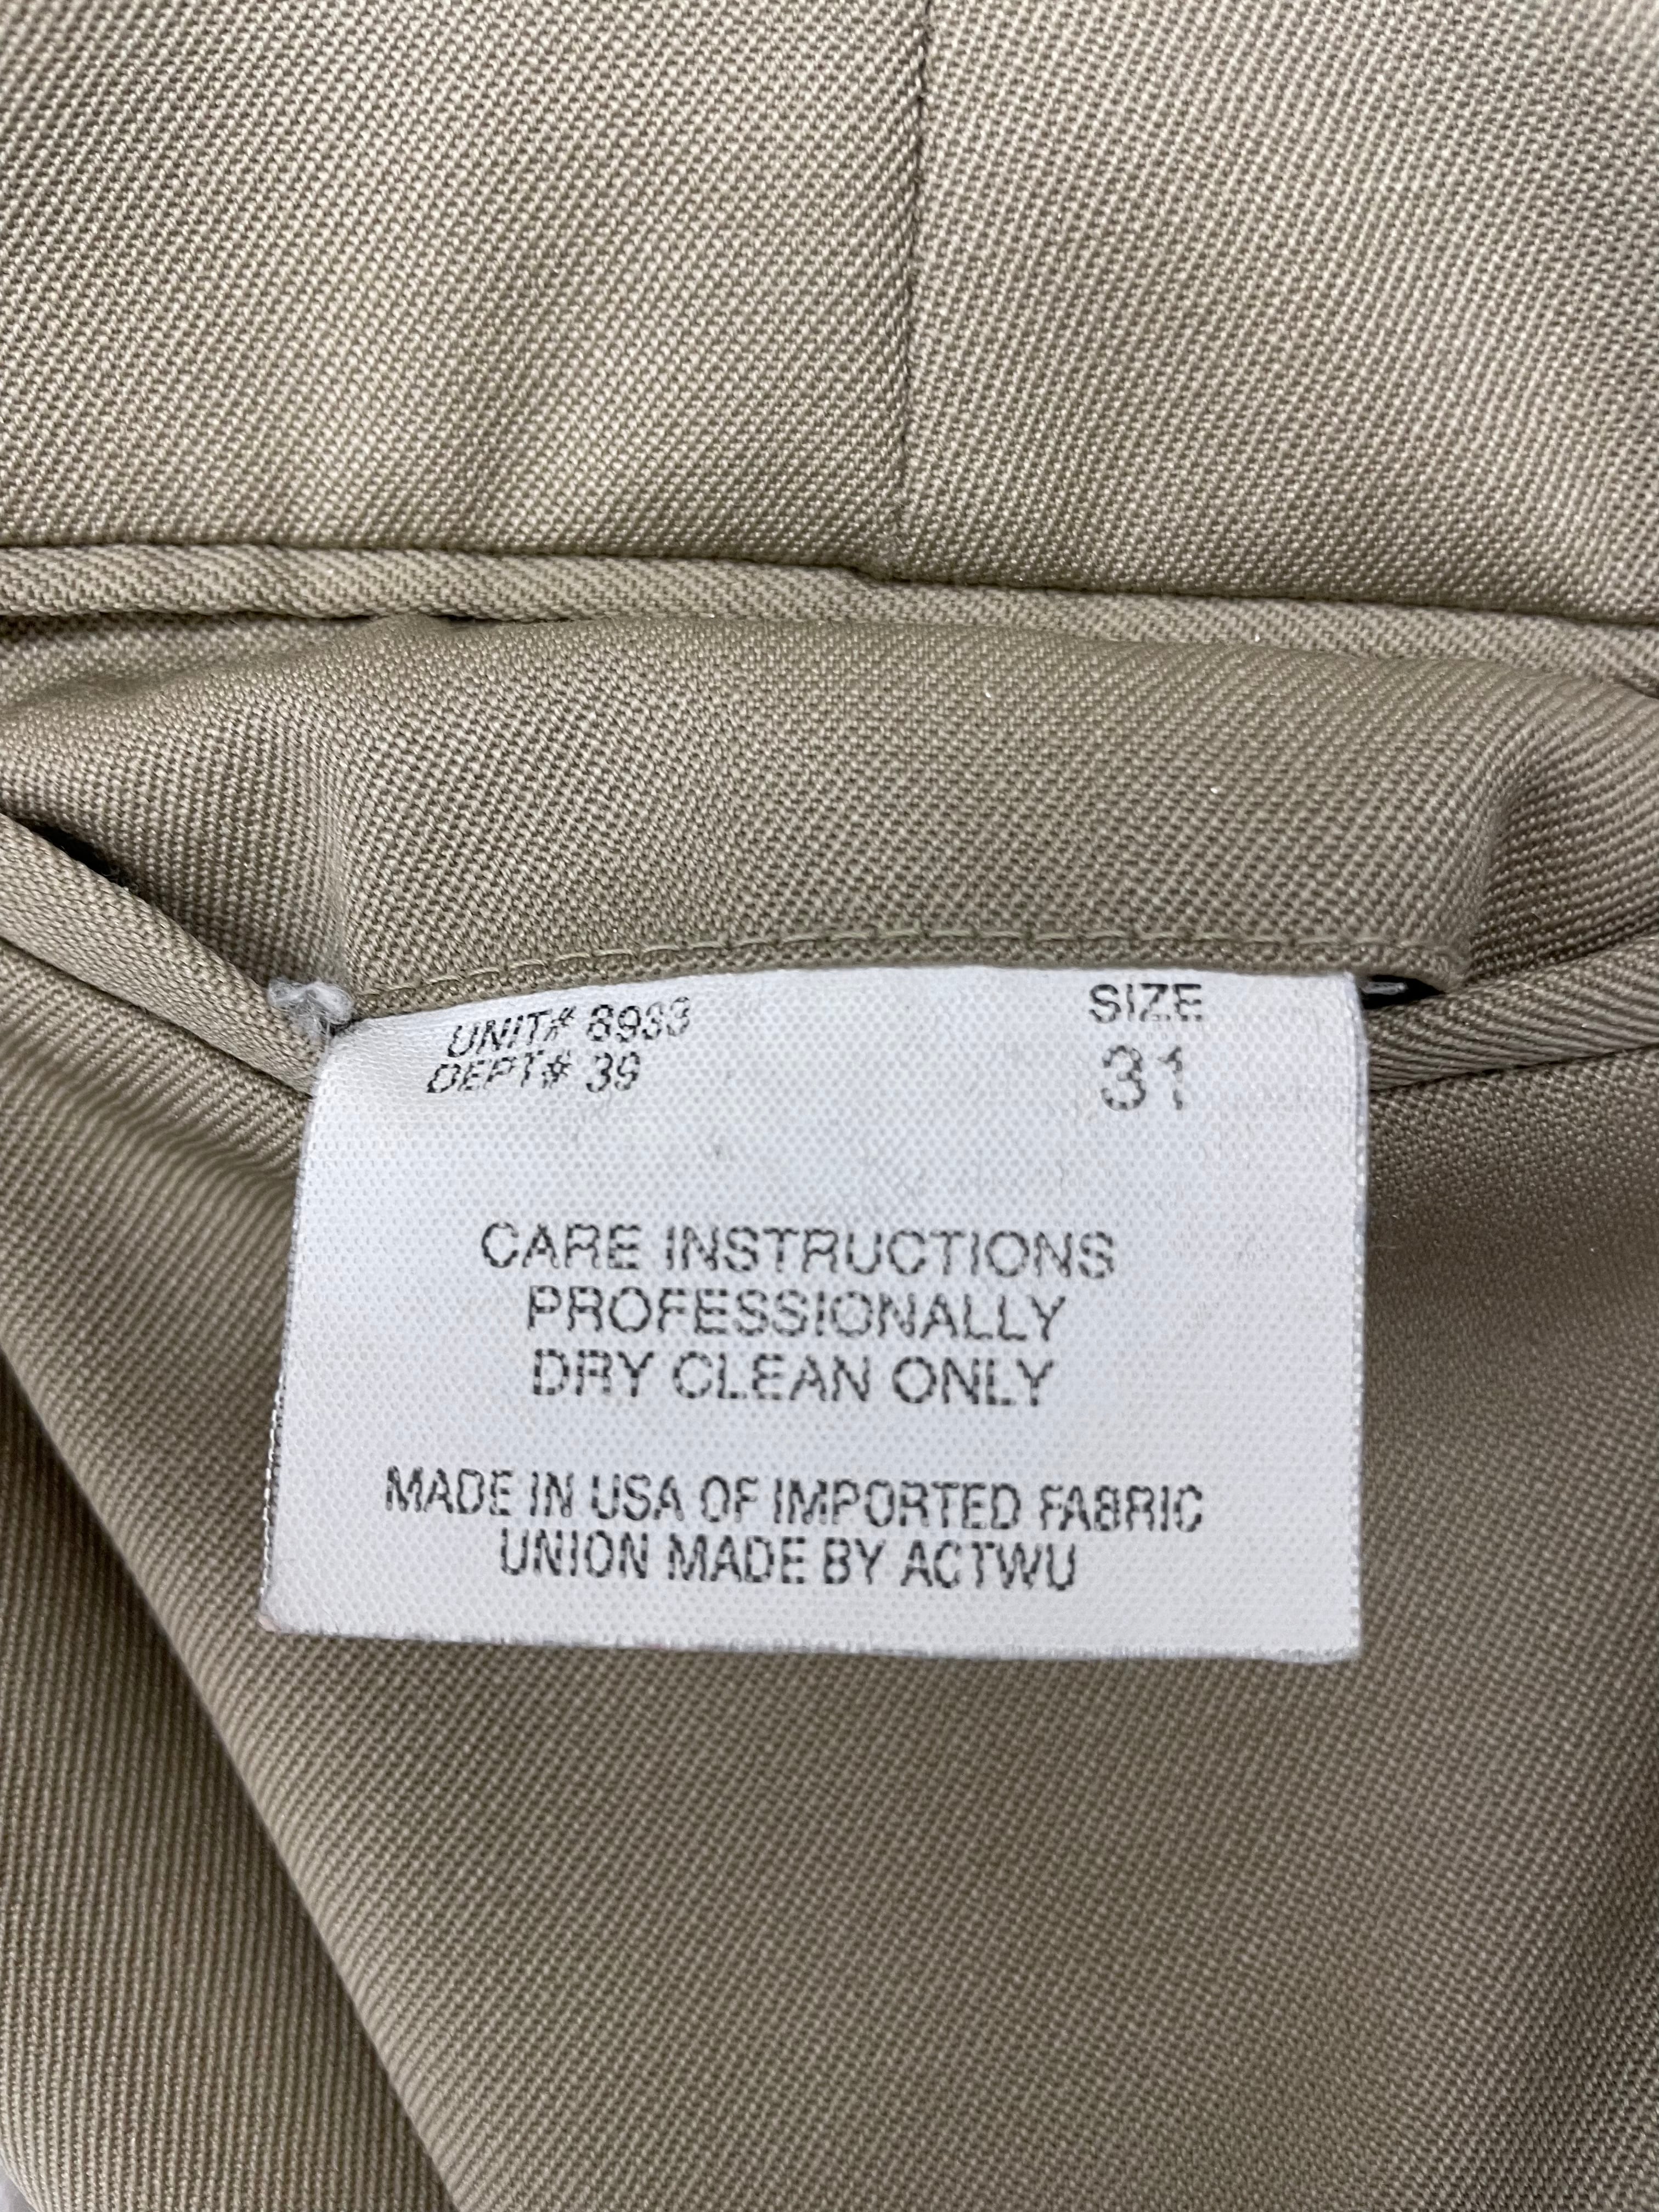 UNIT# 8933
DEPT# 39
SIZE
31
CARE INSTRUCTIONS
PROFESSIONALLY
DRY CLEAN ONLY
MADE IN USA OF IMPORTED FABRIC
UNION MADE BY ACTWU